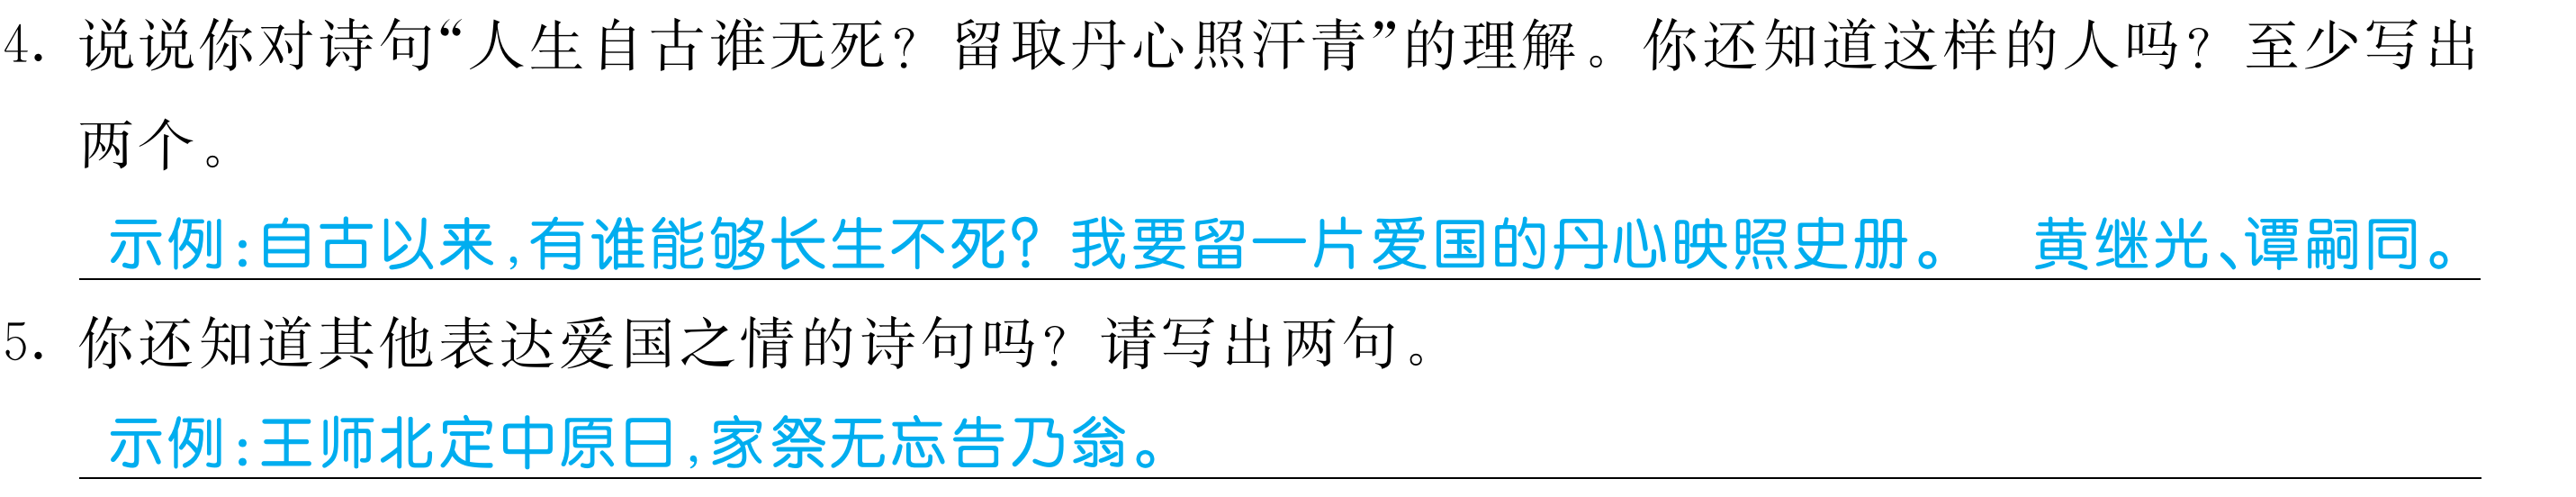 4. 说说你对诗句“人生自古谁无死？留取丹心照汗青”的理解。你还知道这样的人吗？至少写出
两个。
示例:自古以来,有谁能够长生不死？我要留一片爱国的丹心映照史册。 黄继光、谭嗣同。
5. 你还知道其他表达爱国之情的诗句吗？请写出两句。
示例:王师北定中原日,家祭无忘告乃翁。